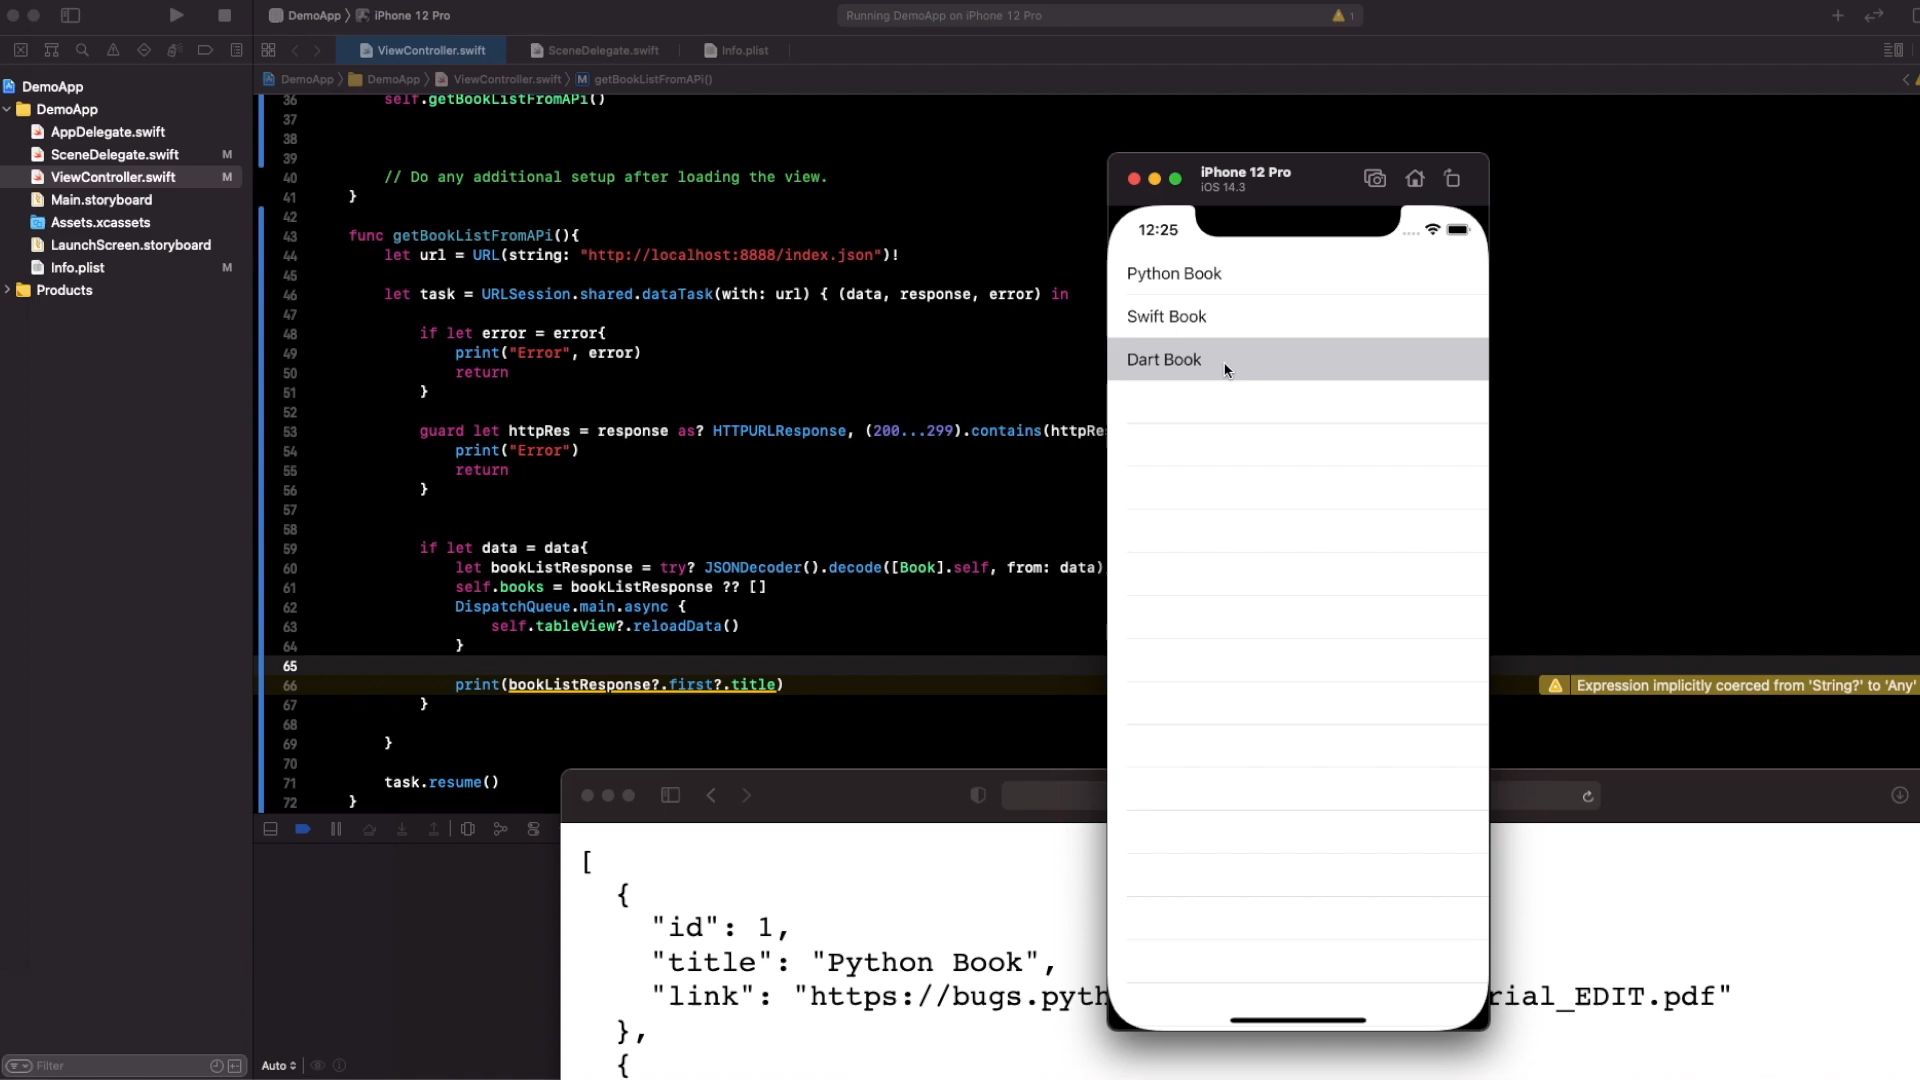 DemoApp
iPhone 12 Pro
Running DemoApp on iPhone 12 Pro
1
ViewController.swift
SceneDelegate.swift
Info.plist
DemoApp
DemoApp
ViewController.swift
M
getBookListFromAPi()
DemoApp
DemoApp
AppDelegate.swift
SceneDelegate.swift M
ViewController.swift M
Main.storyboard
Assets.xcassets
LaunchScreen.storyboard
Info.plist M
Products
36 self.getBookListFromAPi()
37
38
39
40 // Do any additional setup after loading the view.
41 }
42
43 func getBookListFromAPi(){
44 let url = URL(string: "http://localhost:8888/index.json")!
45
46 let task = URLSession.shared.dataTask(with: url) { (data, response, error) in
47
48 if let error = error{
49 print("Error", error)
50 return
51 }
52
53 guard let httpRes = response as? HTTPURLResponse, (200...299).contains(httpRe
54 print("Error")
55 return
56 }
57
58
59 if let data = data{
60 let bookListResponse = try? JSONDecoder().decode([Book].self, from: data)
61 self.books = bookListResponse ?? []
62 DispatchQueue.main.async {
63 self.tableView?.reloadData()
64 }
65
66 print(bookListResponse?.first?.title)
Expression implicitly coerced from 'String?' to 'Any'
67 }
68
69 }
70
71 task.resume()
72 }
iPhone 12 Pro
iOS 14.3
12:25
Python Book
Swift Book
Dart Book
[
{
"id": 1,
"title": "Python Book",
"link": "https://bugs.pyth
rial_EDIT.pdf"
},
{
Filter
Auto